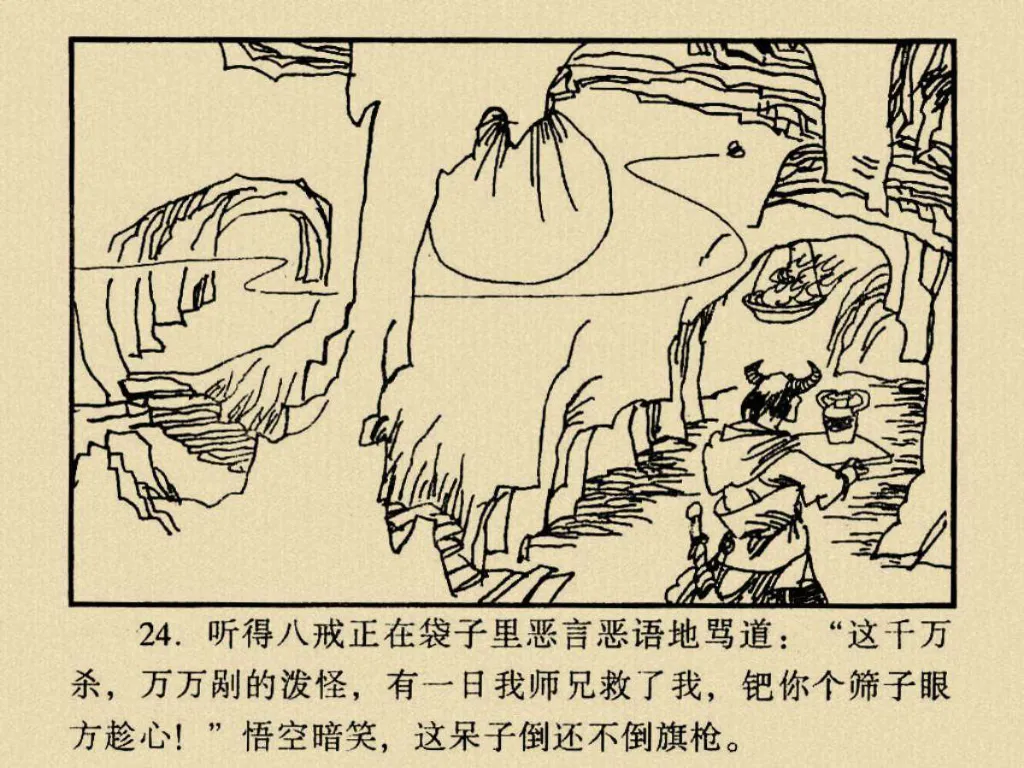 24. 听得八戒正在袋子里恶言恶语地骂道：“这千万
杀，万万剐的泼怪，有一日我师兄救了我，钯你个筛子眼
方趁心！”悟空暗笑，这呆子倒还不倒旗枪。